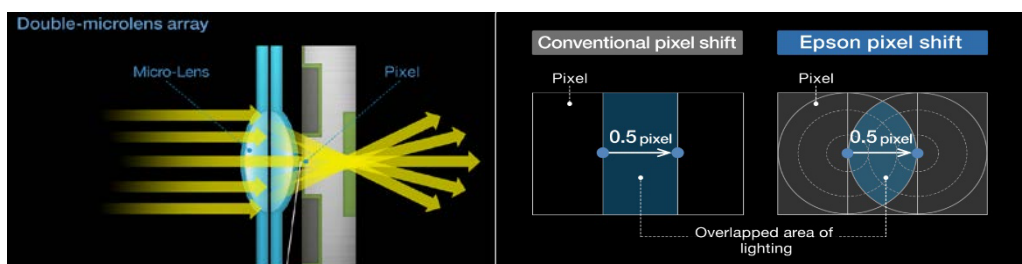 Double-microlens array
Micro-Lens
Pixel
Conventional pixel shift
Epson pixel shift
Pixel
Pixel
0.5 pixel
0.5 pixel
Overlapped area of
lighting